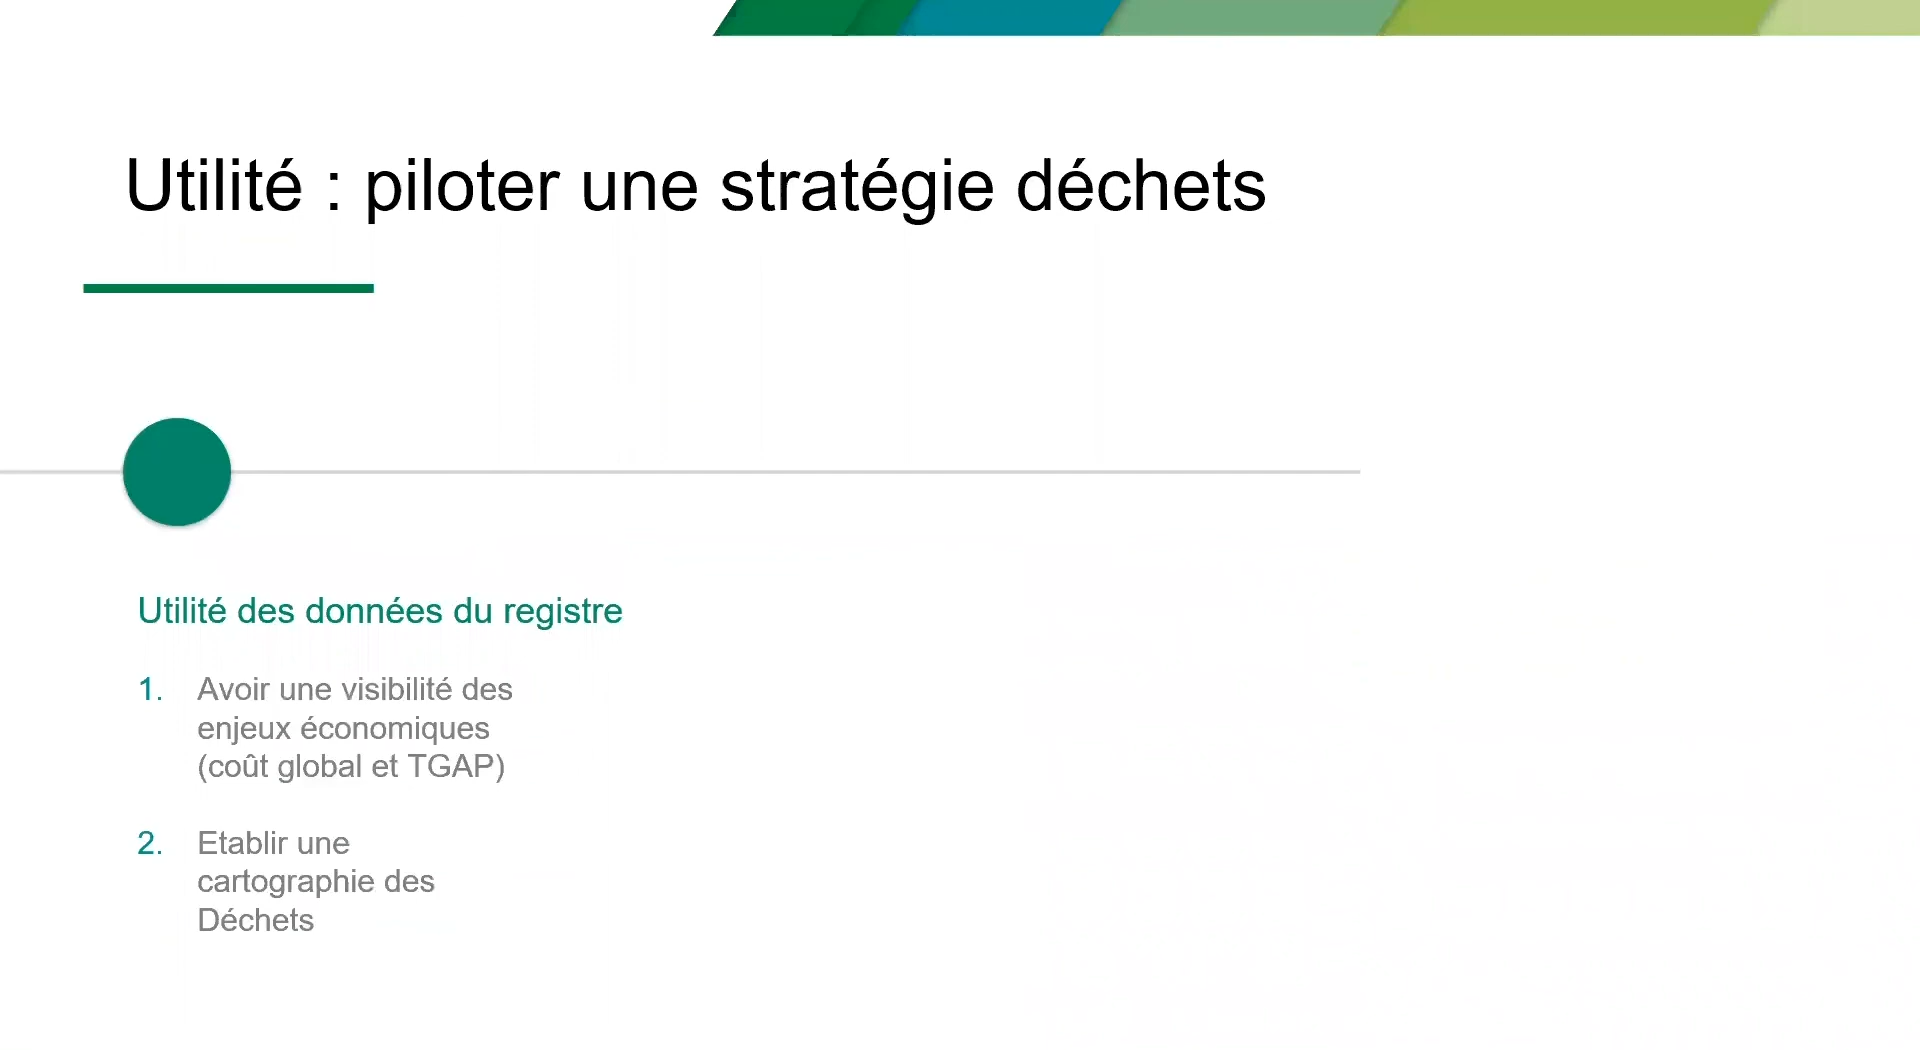 Utilité : piloter une stratégie déchets
Utilité des données du registre
1. Avoir une visibilité des
enjeux économiques
(coût global et TGAP)
2. Etablir une
cartographie des
Déchets